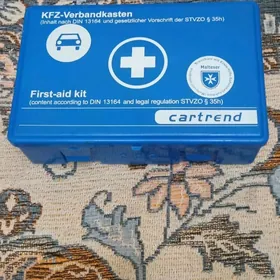 KFZ-Verbandkasten
(Inhalt nach DIN 13164 und gesetzlicher Vorschrift der STVZO § 35h)
Malteser
First-aid kit
(content according to DIN 13164 and legal regulation STVZO § 35h)
cartrend